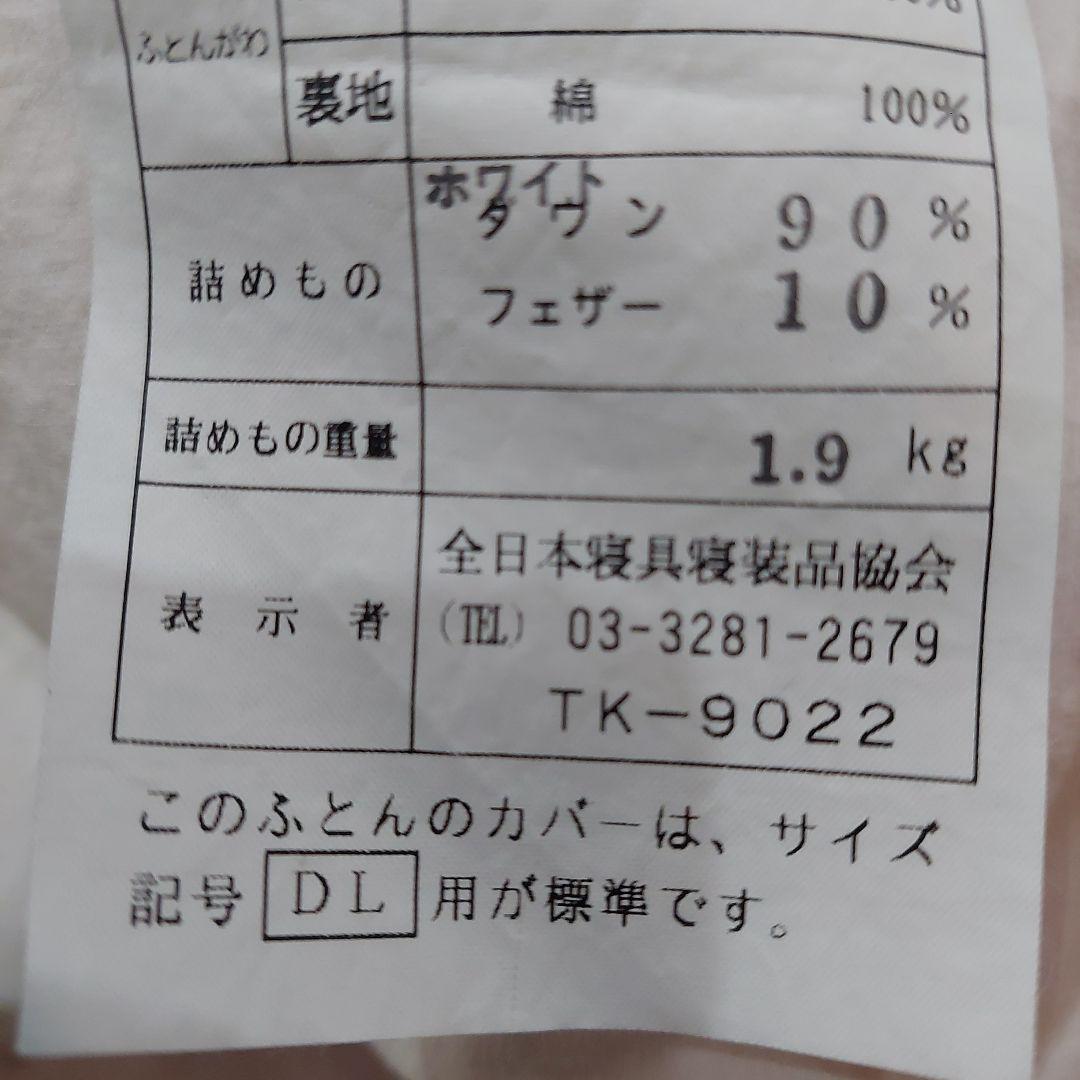 ふとんがわ
裏地 綿 100%
詰めもの
ホワイト
ダウン 90%
フェザー 10%
詰めもの重量 1.9 kg
表示者
全日本寝具寝装品協会
(TEL) 03-3281-2679
TK-9022
このふとんのカバーは、サイズ
記号 DL 用が標準です。